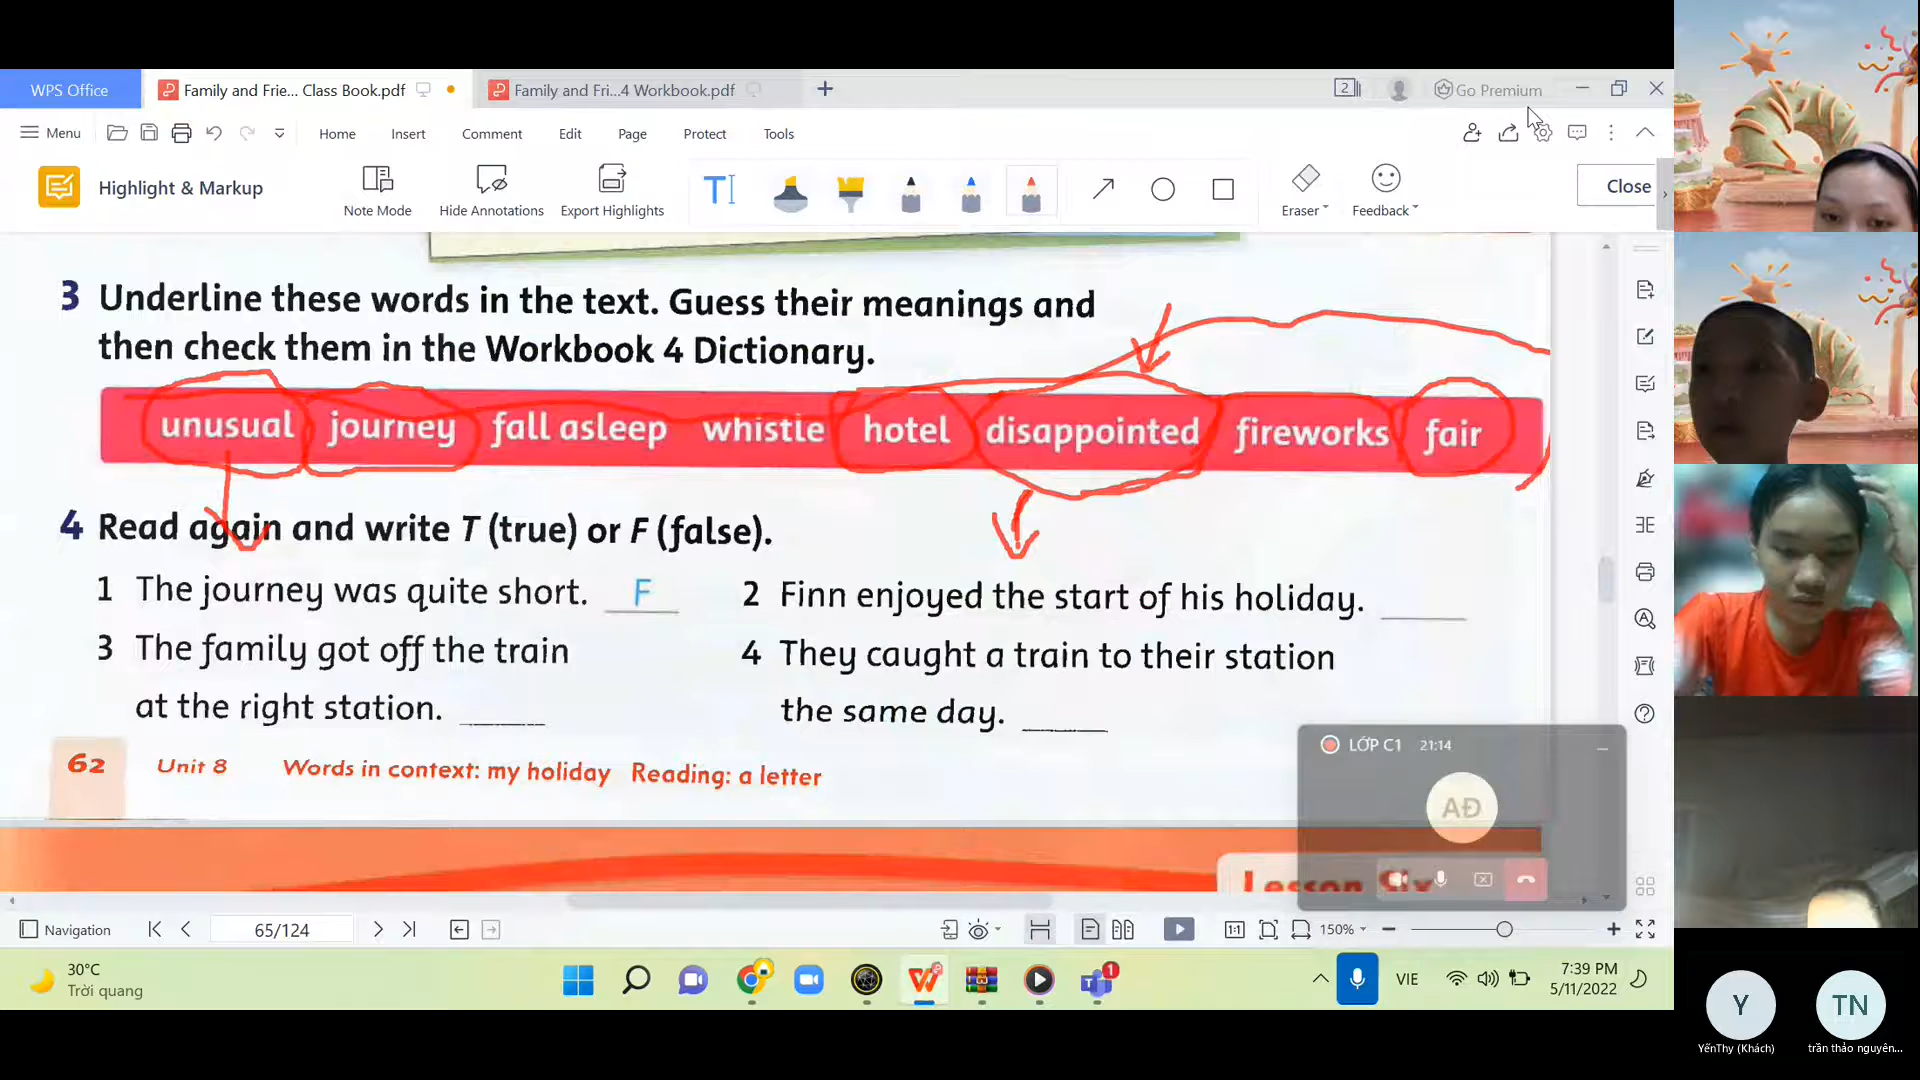 WPS Office
Family and Frie... Class Book.pdf
Family and Fri...4 Workbook.pdf
2
Go Premium
Menu
Home
Insert
Comment
Edit
Page
Protect
Tools
Highlight & Markup
Note Mode
Hide Annotations
Export Highlights
Eraser
Feedback
Close
3 Underline these words in the text. Guess their meanings and
then check them in the Workbook 4 Dictionary.
unusual journey fall asleep whistle hotel disappointed fireworks fair
4 Read again and write T (true) or F (false).
1 The journey was quite short. F
2 Finn enjoyed the start of his holiday.
3 The family got off the train
at the right station.
4 They caught a train to their station
the same day.
62 Unit 8 Words in context: my holiday Reading: a letter
LỚP C1 21:14
AĐ
Lesson Six
Navigation
65/124
1:1
150%
30°C
Trời quang
1
VIE
7:39 PM
5/11/2022
Y
YếnThy (Khách)
TN
trần thảo nguyên...